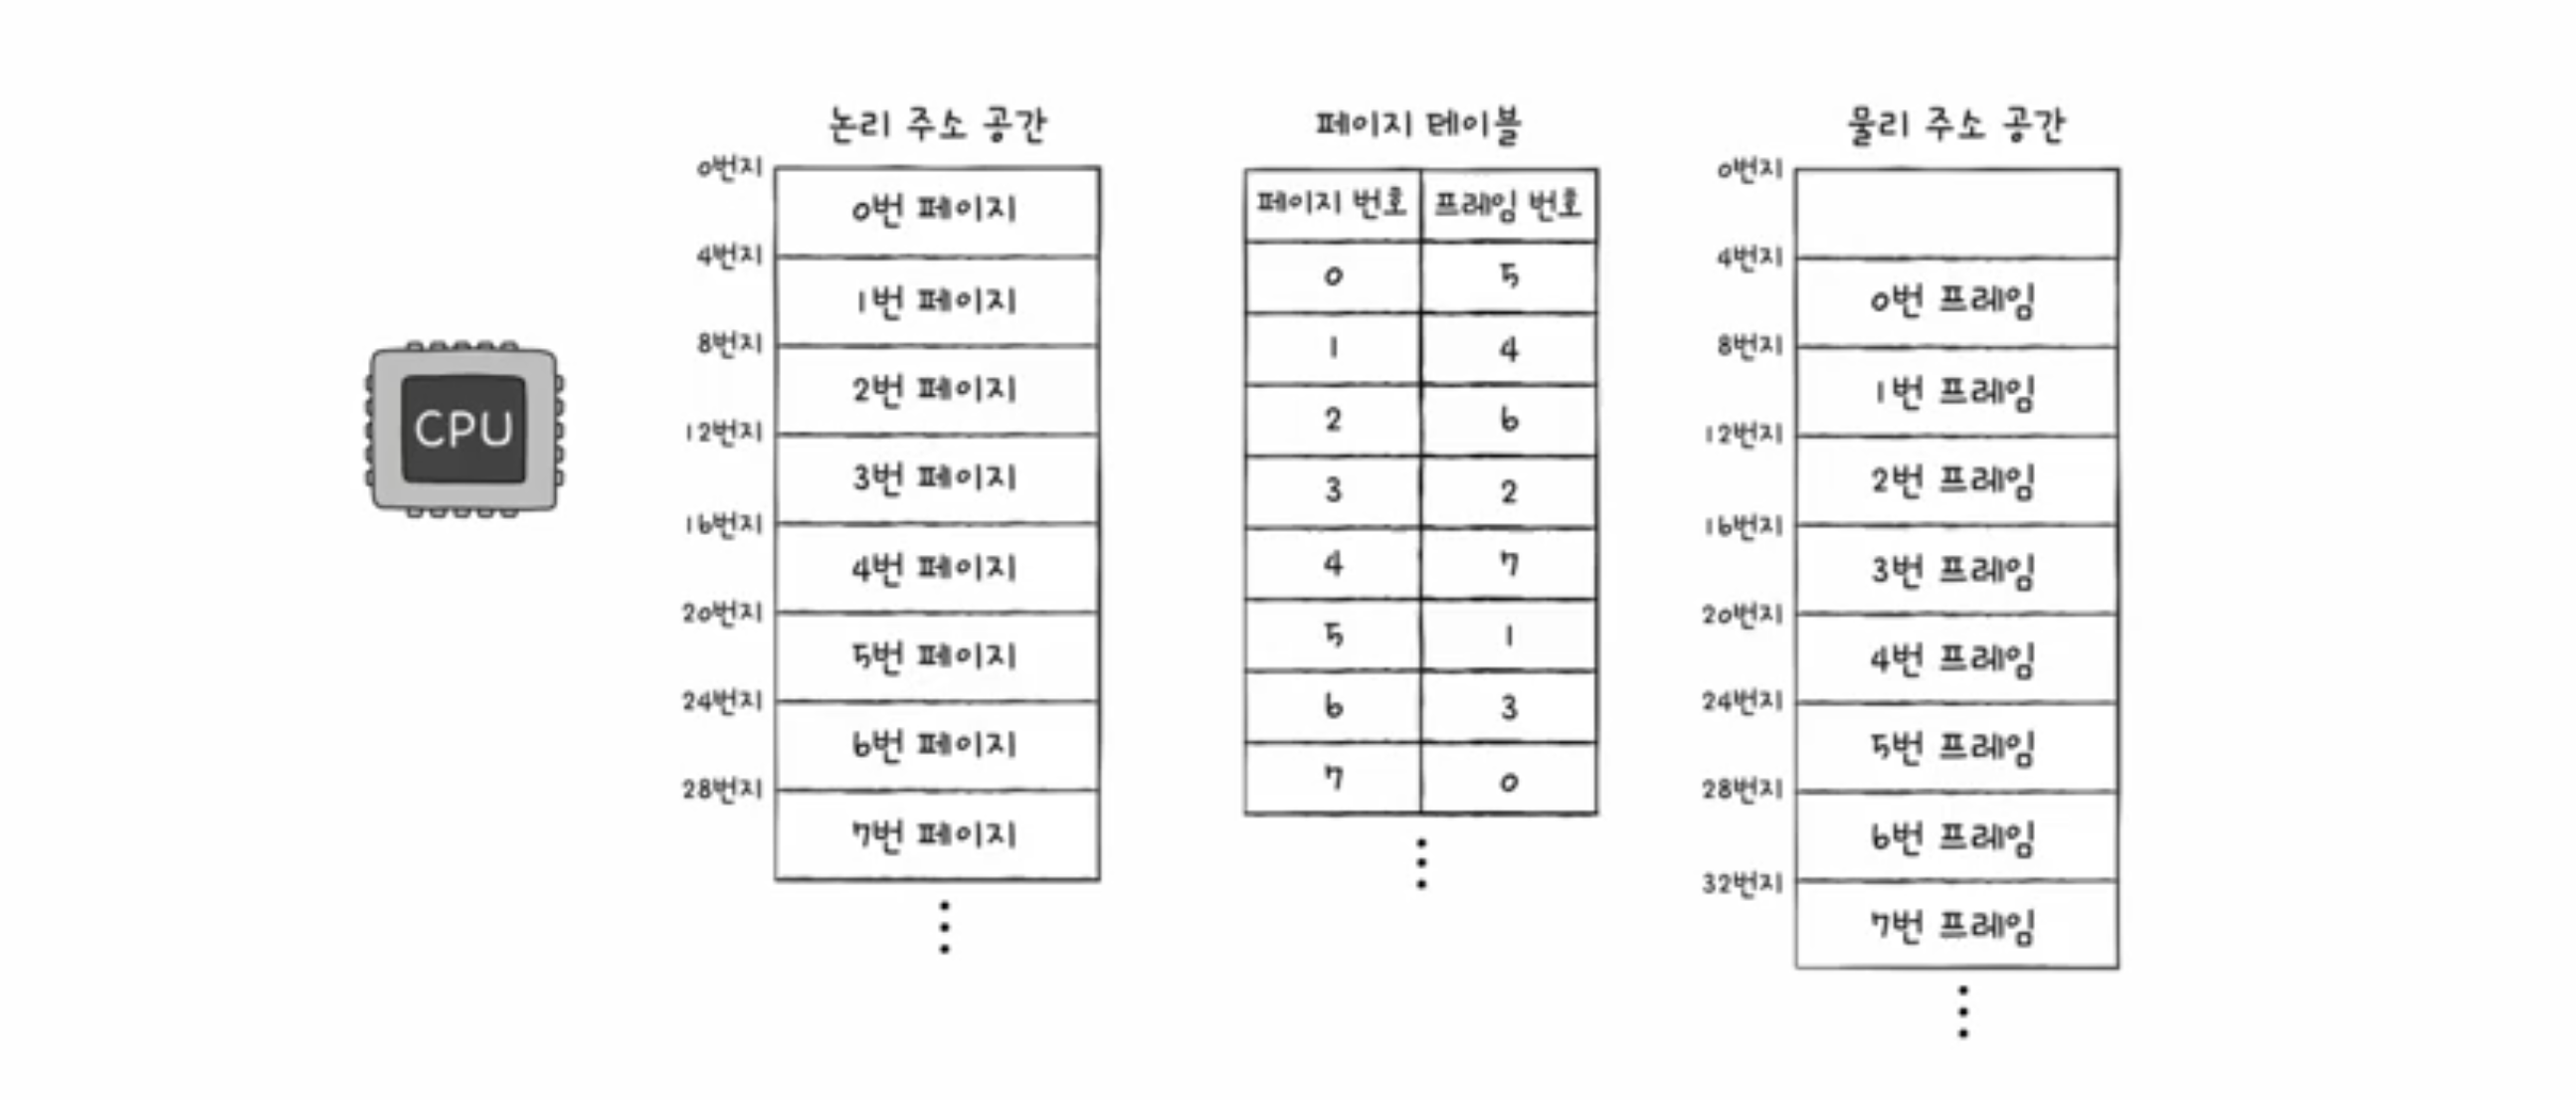 CPU
논리 주소 공간
0번지
0번 페이지
4번지
1번 페이지
8번지
2번 페이지
12번지
3번 페이지
16번지
4번 페이지
20번지
5번 페이지
24번지
6번 페이지
28번지
7번 페이지
페이지 테이블
페이지 번호 프레임 번호
0 5
1 4
2 6
3 2
4 7
5 1
6 3
7 0
물리 주소 공간
0번지
4번지
0번 프레임
8번지
1번 프레임
12번지
2번 프레임
16번지
3번 프레임
20번지
4번 프레임
24번지
5번 프레임
28번지
6번 프레임
32번지
7번 프레임